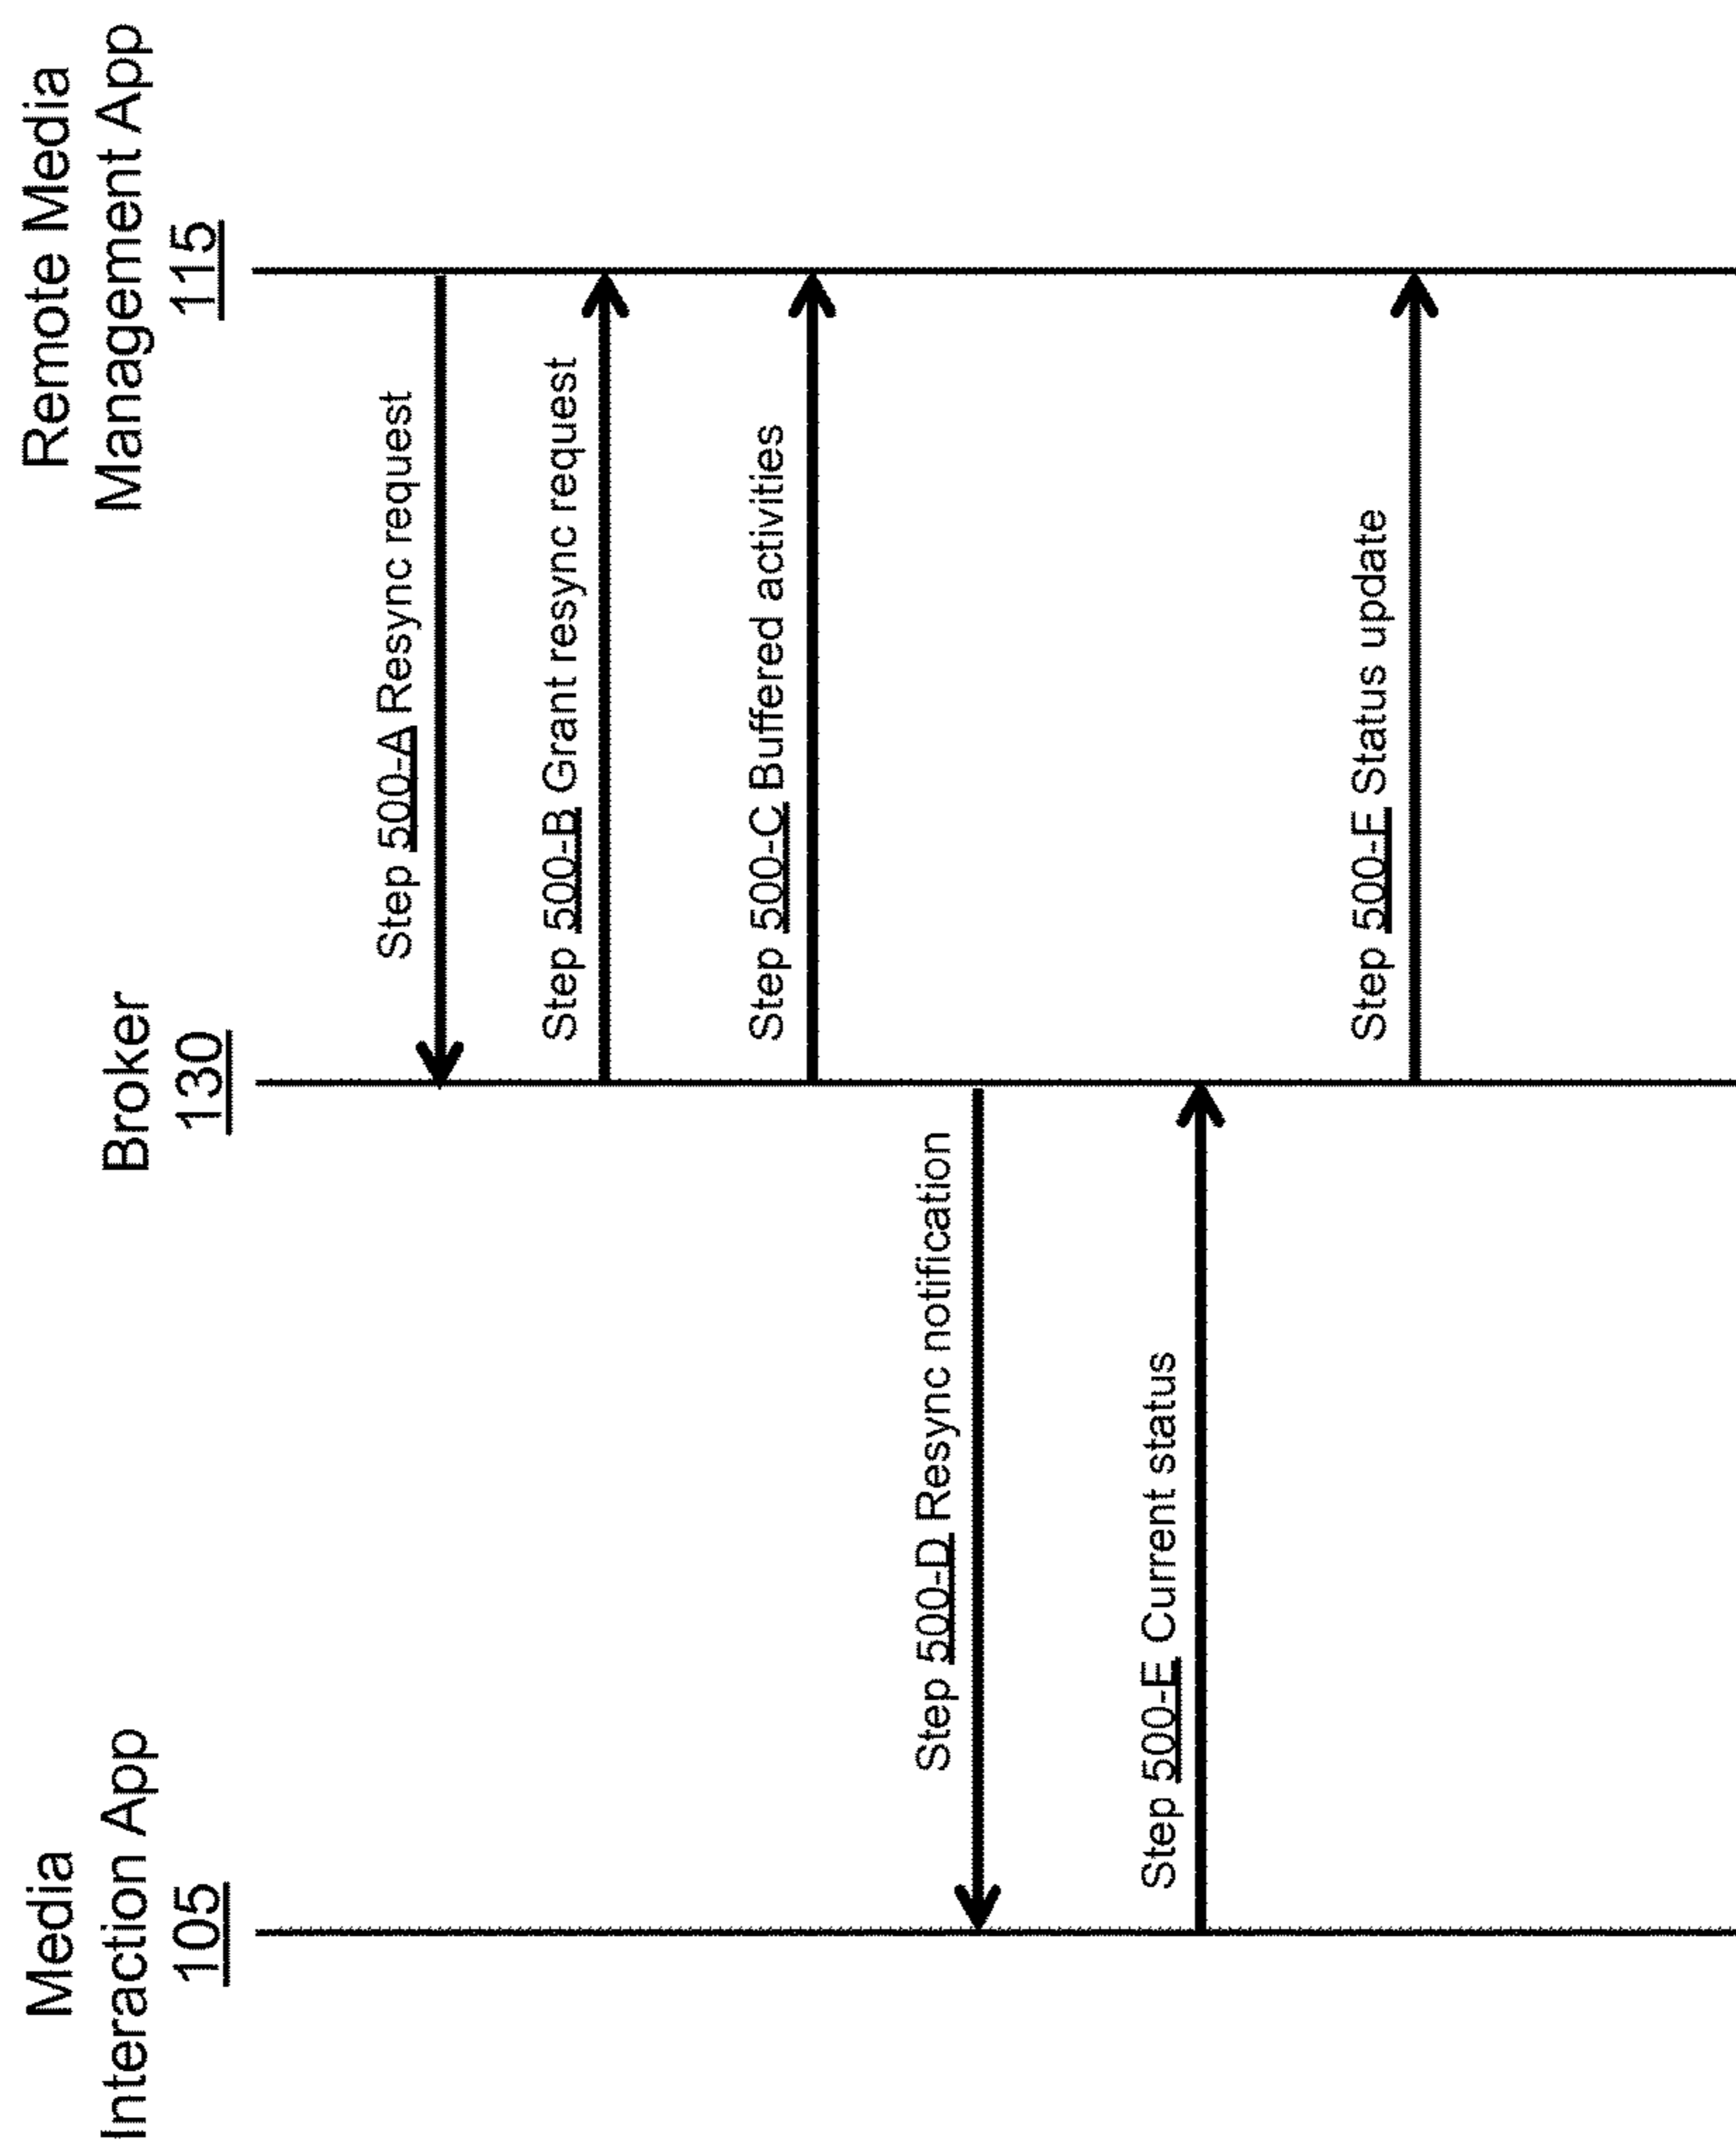 Media
Interaction App
105
Broker
130
Remote Media
Management App
115
Step 500-A Resync request
Step 500-B Grant resync request
Step 500-C Buffered activities
Step 500-D Resync notification
Step 500-E Current status
Step 500-F Status update